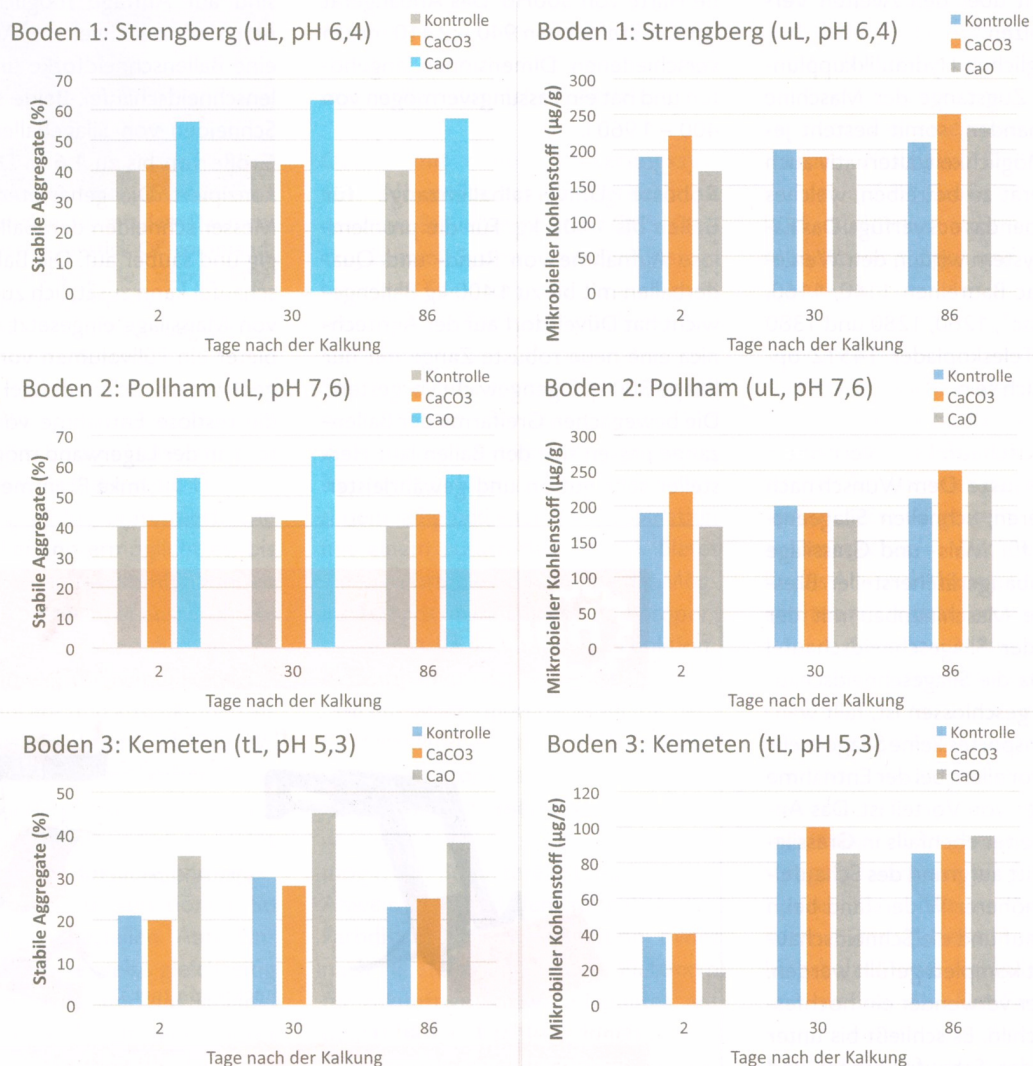 Boden 1: Strengberg (uL, pH 6,4)
Kontrolle
CaCO3
CaO
Stabile Aggregate (%)
70
60
50
40
30
20
10
0
2
30
86
Tage nach der Kalkung
Boden 1: Strengberg (uL, pH 6,4)
Kontrolle
CaCO3
CaO
Mikrobieller Kohlenstoff (µg/g)
300
250
200
150
100
50
0
2
30
86
Tage nach der Kalkung
Boden 2: Pollham (uL, pH 7,6)
Kontrolle
CaCO3
CaO
Stabile Aggregate (%)
70
60
50
40
30
20
10
0
2
30
86
Tage nach der Kalkung
Boden 2: Pollham (uL, pH 7,6)
Kontrolle
CaCO3
CaO
Mikrobieller Kohlenstoff (µg/g)
300
250
200
150
100
50
0
2
30
86
Tage nach der Kalkung
Boden 3: Kemeten (tL, pH 5,3)
Kontrolle
CaCO3
CaO
Stabile Aggregate (%)
50
40
30
20
10
0
2
30
86
Tage nach der Kalkung
Boden 3: Kemeten (tL, pH 5,3)
Kontrolle
CaCO3
CaO
Mikrobiller Kohlenstoff (µg/g)
120
100
80
60
40
20
0
2
30
86
Tage nach der Kalkung